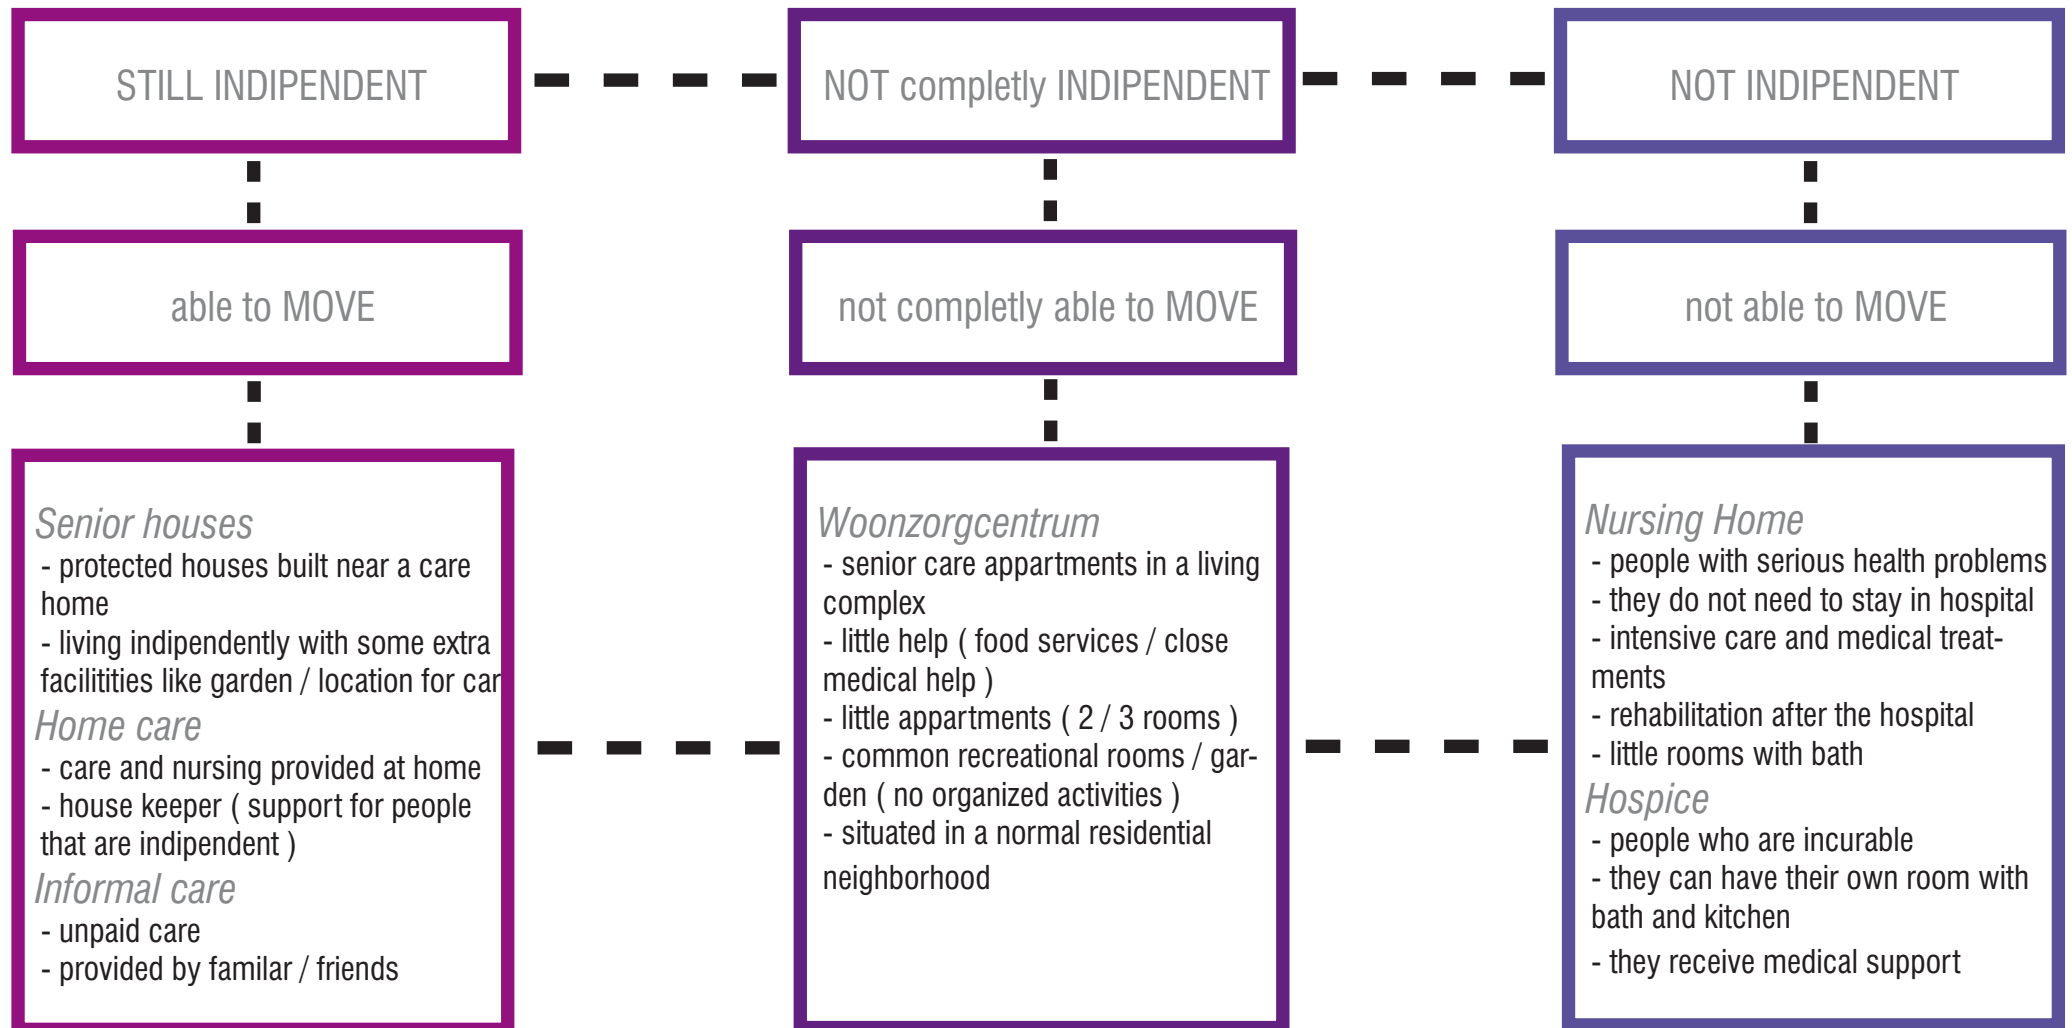 STILL INDIPENDENT
NOT completly INDIPENDENT
NOT INDIPENDENT
able to MOVE
not completly able to MOVE
not able to MOVE
Senior houses
- protected houses built near a care
home
- living indipendently with some extra
facilitities like garden / location for car
Home care
- care and nursing provided at home
- house keeper ( support for people
that are indipendent )
Informal care
- unpaid care
- provided by familar / friends
Woonzorgcentrum
- senior care appartments in a living
complex
- little help ( food services / close
medical help )
- little appartments ( 2 / 3 rooms )
- common recreational rooms / gar-
den ( no organized activities )
- situated in a normal residential
neighborhood
Nursing Home
- people with serious health problems
- they do not need to stay in hospital
- intensive care and medical treat-
ments
- rehabilitation after the hospital
- little rooms with bath
Hospice
- people who are incurable
- they can have their own room with
bath and kitchen
- they receive medical support